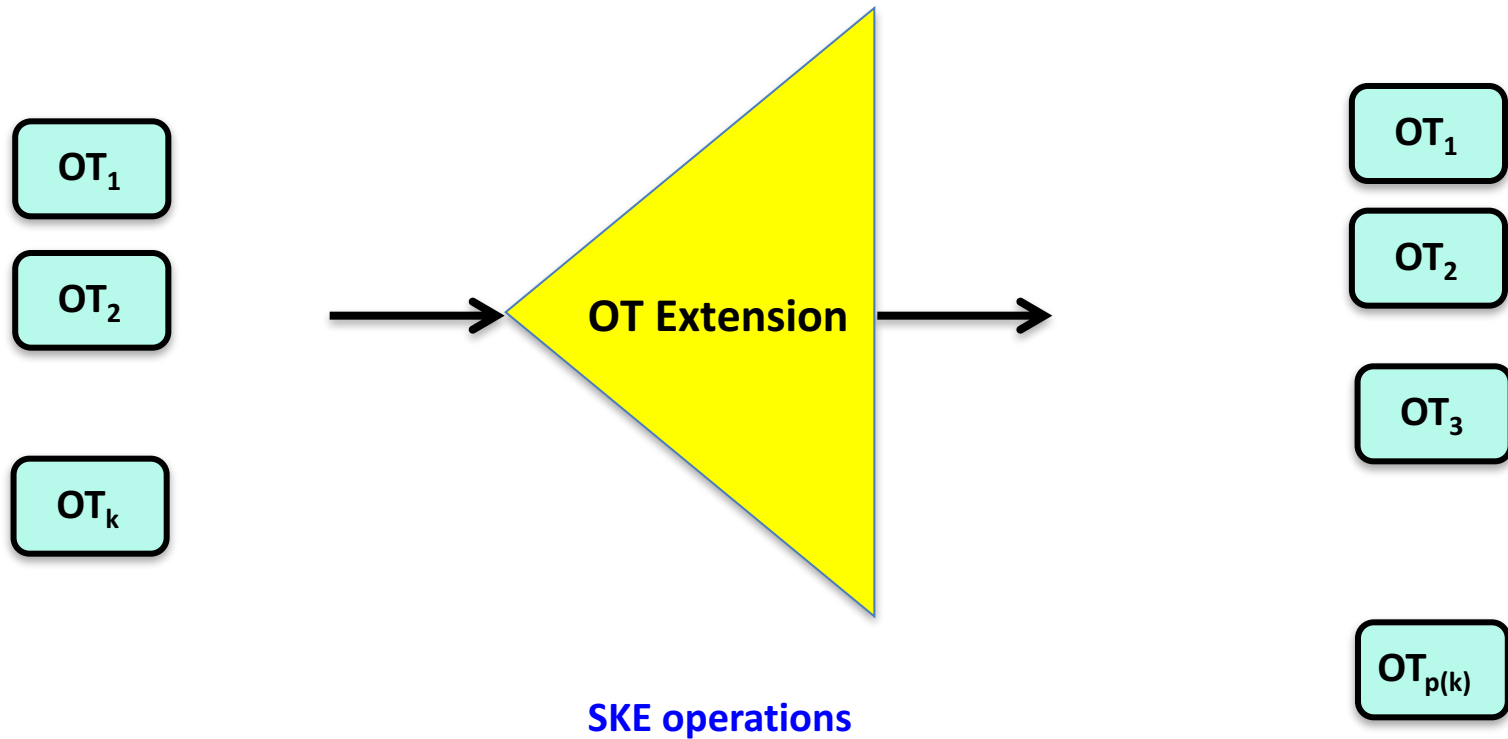 OT₁
OT₂
OTₖ
OT Extension
SKE operations
OT₁
OT₂
OT₃
OTₚ₍ₖ₎